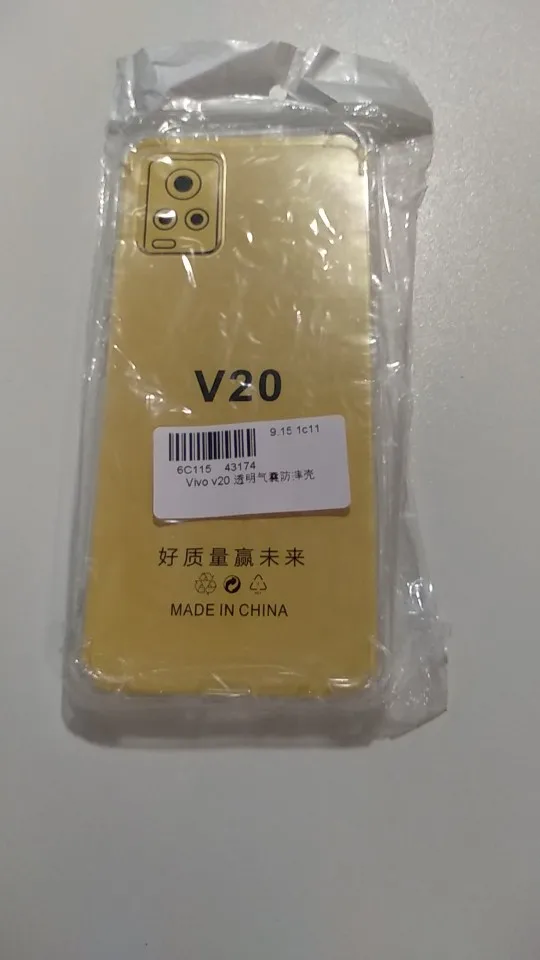 V20
9.15 1c11
6C115 43174
Vivo v20 透明气囊防摔壳
好质量赢未来
MADE IN CHINA